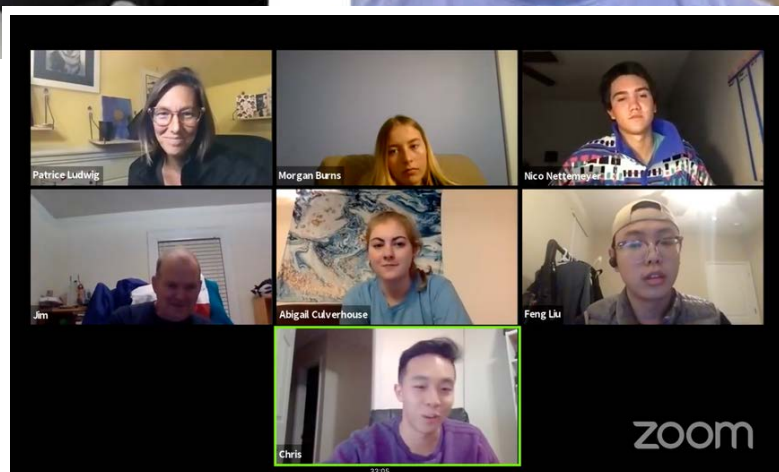 Patrice Ludwig
Morgan Burns
Nico Nettemeyer
Jim
Abigail Culverhouse
Feng Liu
Chris
zoom